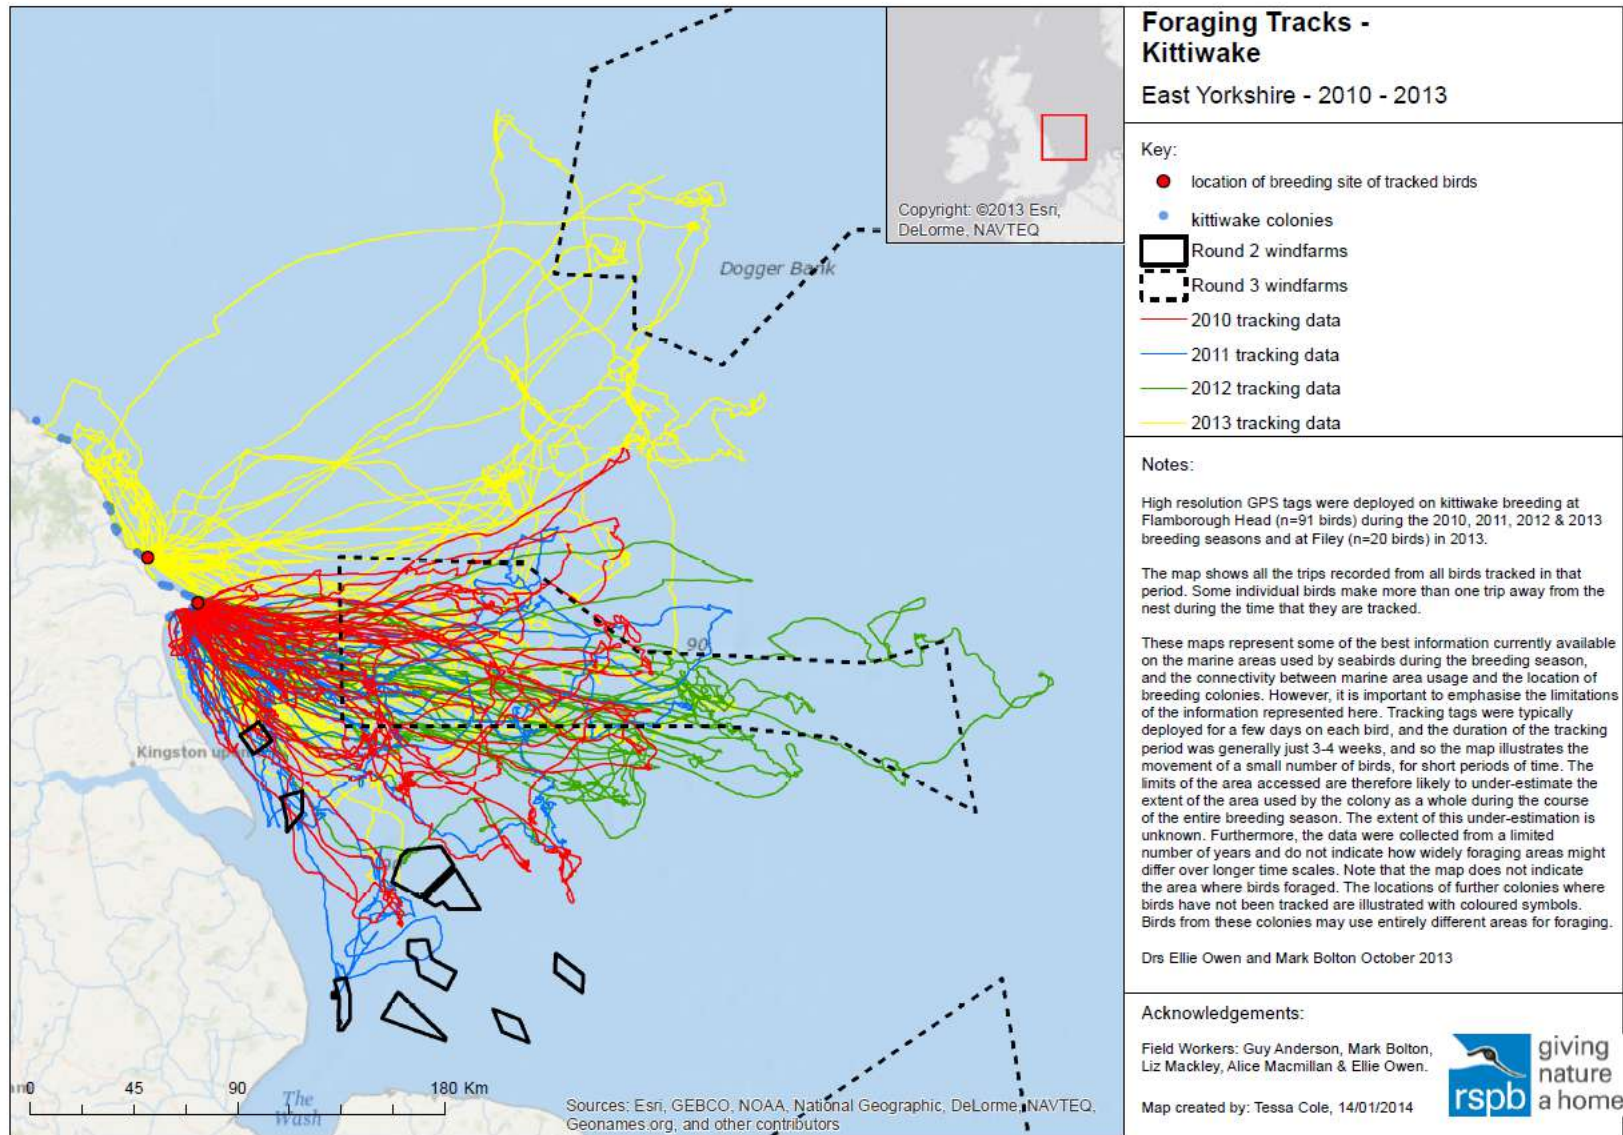 Foraging Tracks -
Kittiwake
East Yorkshire - 2010 - 2013
Key:
location of breeding site of tracked birds
kittiwake colonies
Round 2 windfarms
Round 3 windfarms
2010 tracking data
2011 tracking data
2012 tracking data
2013 tracking data
Notes:
High resolution GPS tags were deployed on kittiwake breeding at
Flamborough Head (n=91 birds) during the 2010, 2011, 2012 & 2013
breeding seasons and at Filey (n=20 birds) in 2013.
The map shows all the trips recorded from all birds tracked in that
period. Some individual birds make more than one trip away from the
nest during the time that they are tracked.
These maps represent some of the best information currently available
on the marine areas used by seabirds during the breeding season,
and the connectivity between marine area usage and the location of
breeding colonies. However, it is important to emphasise the limitations
of the information represented here. Tracking tags were typically
deployed for a few days on each bird, and the duration of the tracking
period was generally just 3-4 weeks, and so the map illustrates the
movement of a small number of birds, for short periods of time. The
limits of the area accessed are therefore likely to under-estimate the
extent of the area used by the colony as a whole during the course
of the entire breeding season. The extent of this under-estimation is
unknown. Furthermore, the data were collected from a limited
number of years and do not indicate how widely foraging areas might
differ over longer time scales. Note that the map does not indicate
the area where birds foraged. The locations of further colonies where
birds have not been tracked are illustrated with coloured symbols.
Birds from these colonies may use entirely different areas for foraging.
Drs Ellie Owen and Mark Bolton October 2013
Acknowledgements:
Field Workers: Guy Anderson, Mark Bolton,
Liz Mackley, Alice Macmillan & Ellie Owen.
Map created by: Tessa Cole, 14/01/2014
rspb
giving
nature
a home
Copyright: ©2013 Esri,
DeLorme, NAVTEQ
Dogger Bank
90
Kingston upon
0 45 90 180 Km
The
Wash
Sources: Esri, GEBCO, NOAA, National Geographic, DeLorme, NAVTEQ,
Geonames.org, and other contributors